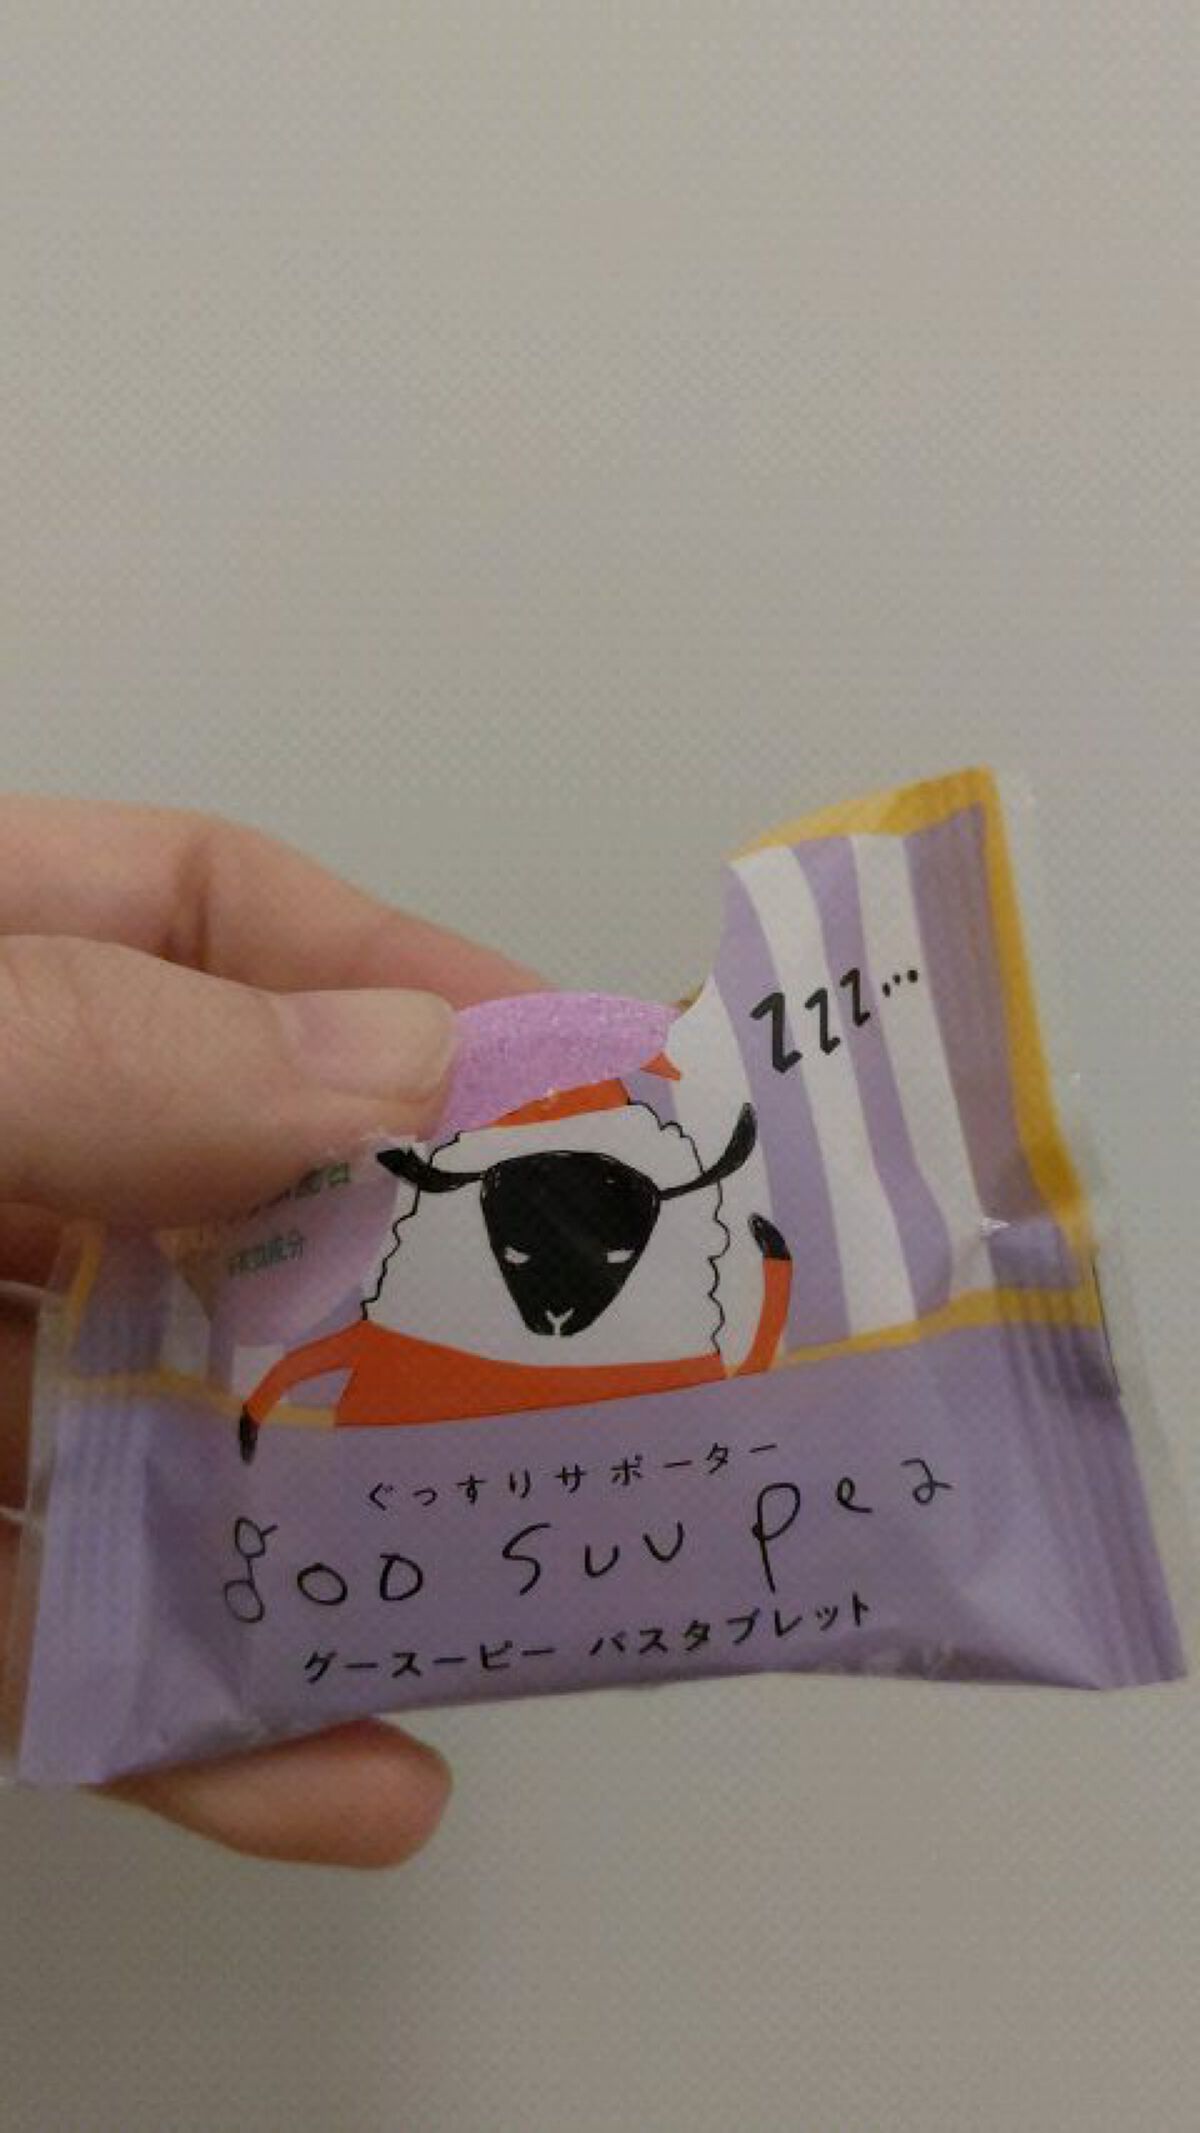 zzz...
ぐっすりサポーター
goo suu pea
グースーピー バスタブレット